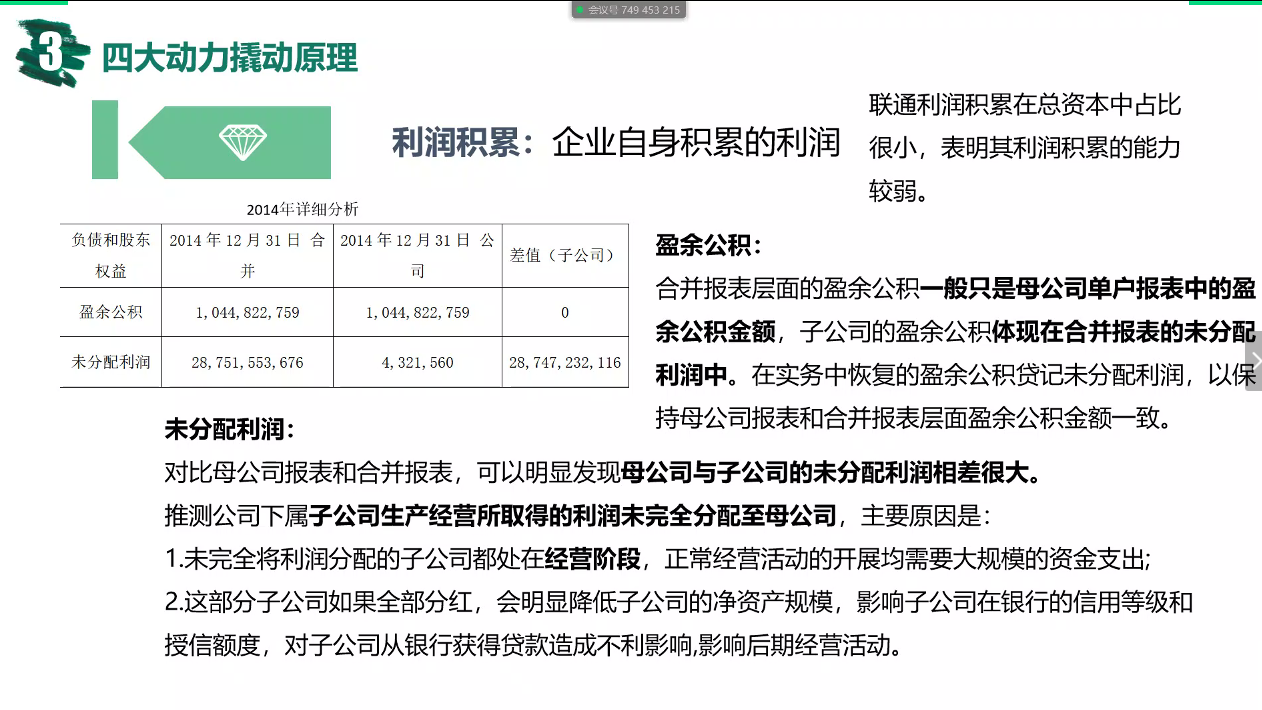 会议号 749 453 215
3
四大动力撬动原理
利润积累：企业自身积累的利润
联通利润积累在总资本中占比
很小，表明其利润积累的能力
较弱。
2014年详细分析
负债和股东权益 2014 年 12 月 31 日 合并 2014 年 12 月 31 日 公司 差值（子公司）
盈余公积 1,044,822,759 1,044,822,759 0
未分配利润 28,751,553,676 4,321,560 28,747,232,116
盈余公积：
合并报表层面的盈余公积一般只是母公司单户报表中的盈
余公积金额，子公司的盈余公积体现在合并报表的未分配
利润中。在实务中恢复的盈余公积贷记未分配利润，以保
持母公司报表和合并报表层面盈余公积金额一致。
未分配利润：
对比母公司报表和合并报表，可以明显发现母公司与子公司的未分配利润相差很大。
推测公司下属子公司生产经营所取得的利润未完全分配至母公司，主要原因是：
1.未完全将利润分配的子公司都处在经营阶段，正常经营活动的开展均需要大规模的资金支出;
2.这部分子公司如果全部分红，会明显降低子公司的净资产规模，影响子公司在银行的信用等级和
授信额度，对子公司从银行获得贷款造成不利影响,影响后期经营活动。